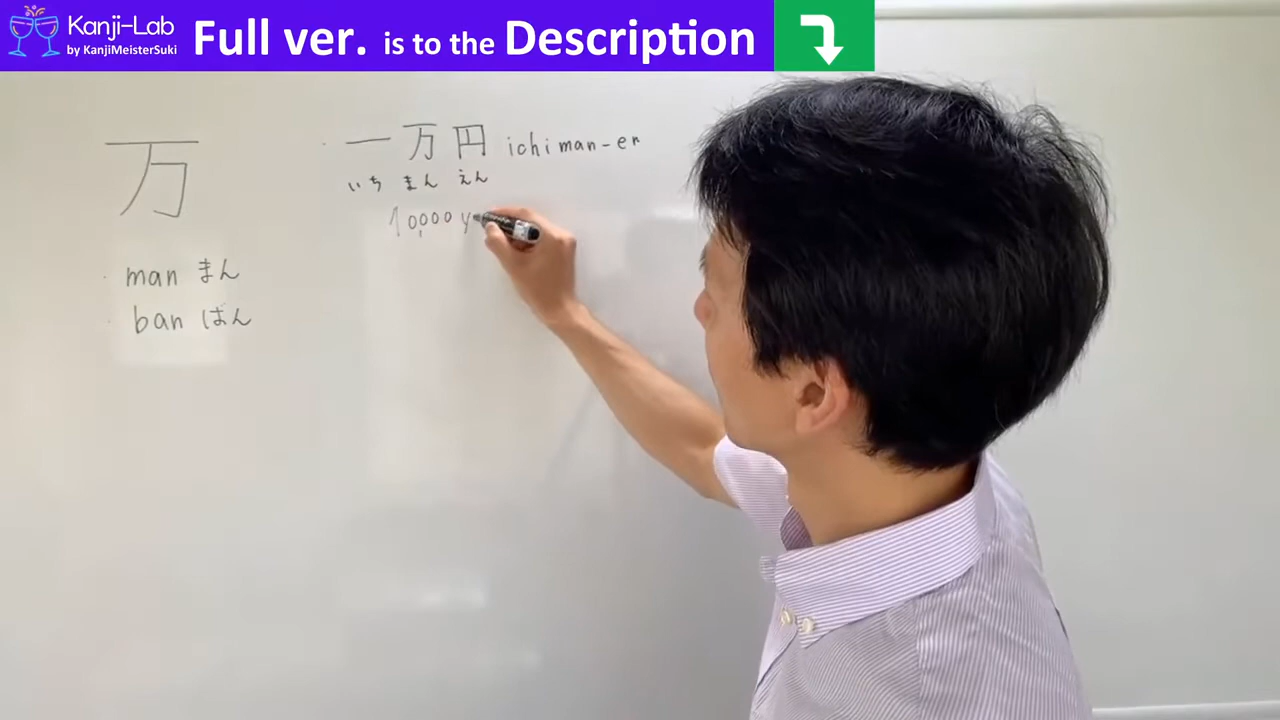 Kanji-Lab
by KanjiMeisterSuki
Full ver. is to the Description
万
・man まん
・ban ばん
・一万円 ichiman-en
いち まん えん
10,000 y